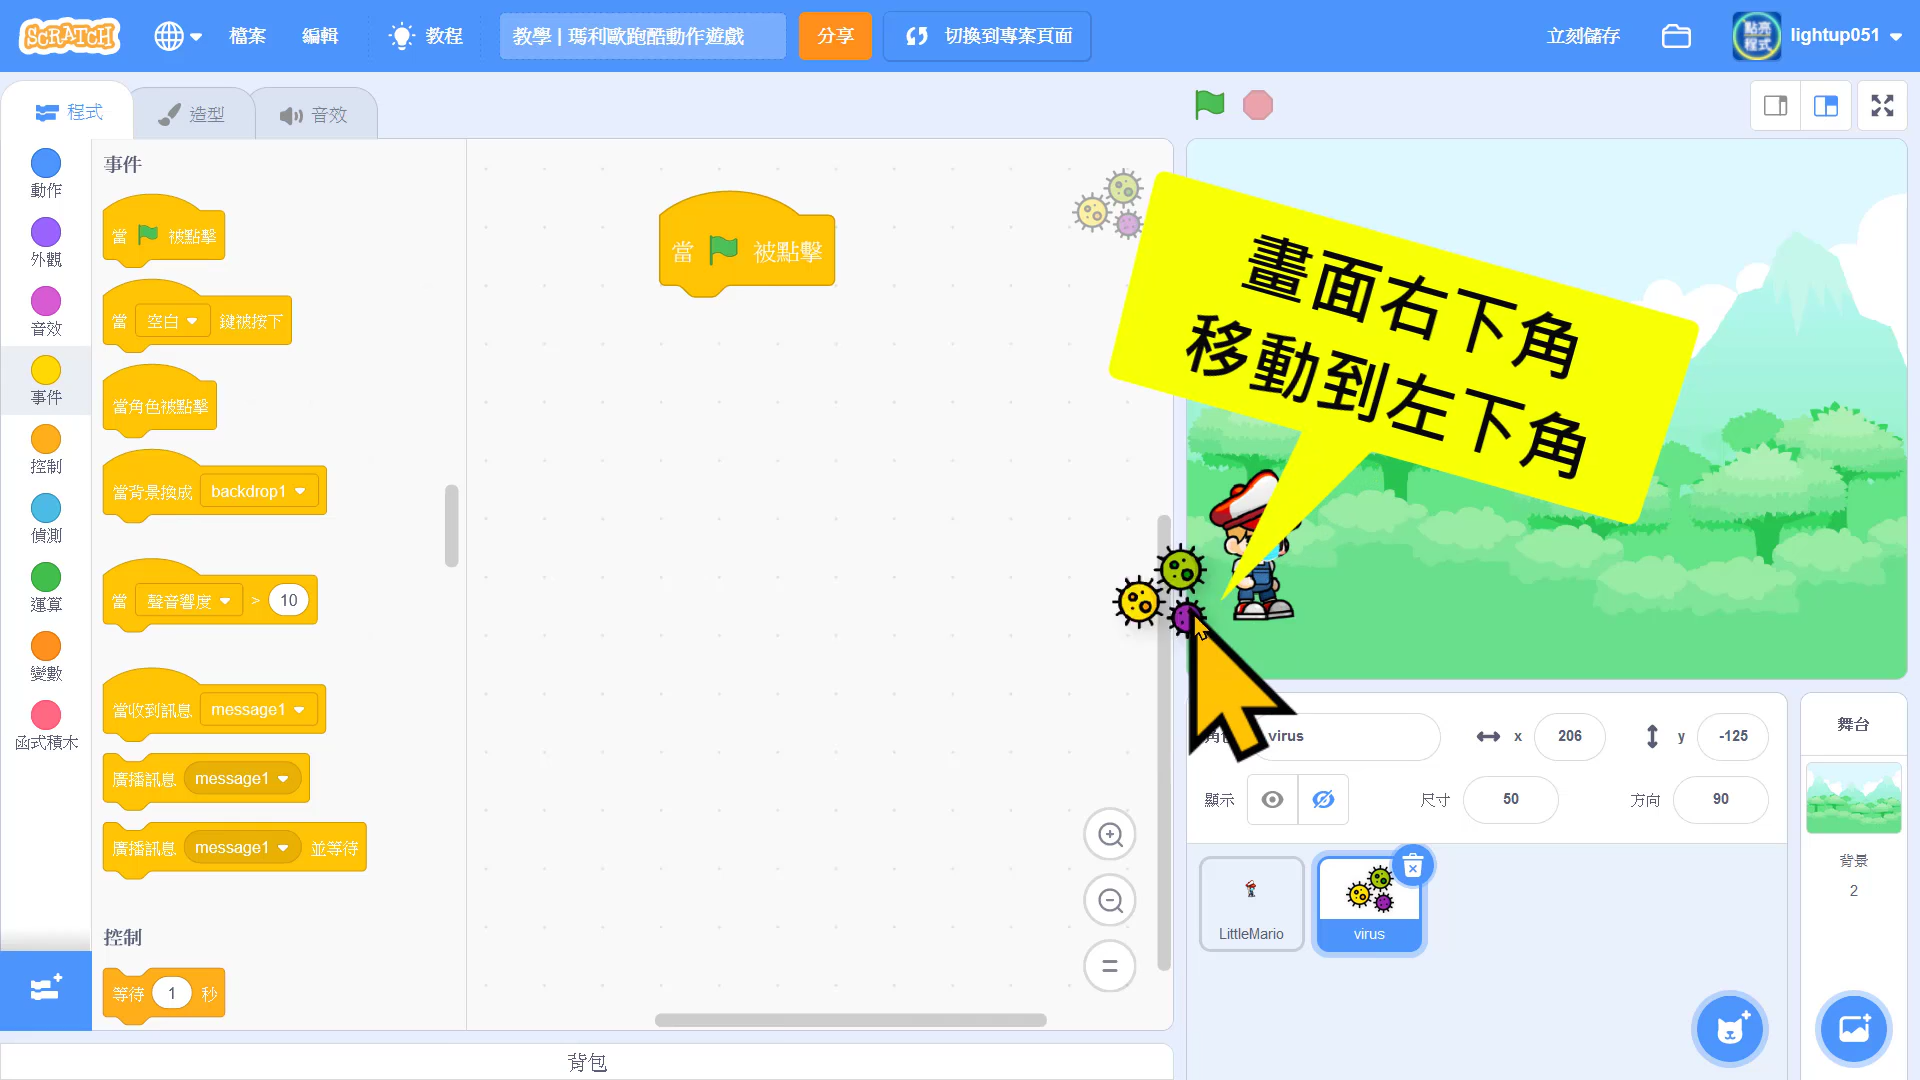 SCRATCH
檔案
編輯
教程
教學 | 瑪利歐跑酷動作遊戲
分享
切換到專案頁面
立刻儲存
點亮
程式
lightup051
程式
造型
音效
動作
外觀
音效
事件
控制
偵測
運算
變數
函式積木
事件
當 被點擊
當 空白 鍵被按下
當角色被點擊
當背景換成 backdrop1
當 聲音響度 > 10
當收到訊息 message1
廣播訊息 message1
廣播訊息 message1 並等待
控制
等待 1 秒
當 被點擊
畫面右下角
移動到左下角
virus
x 206
y -125
顯示
尺寸 50
方向 90
LittleMario
virus
舞台
背景
2
背包